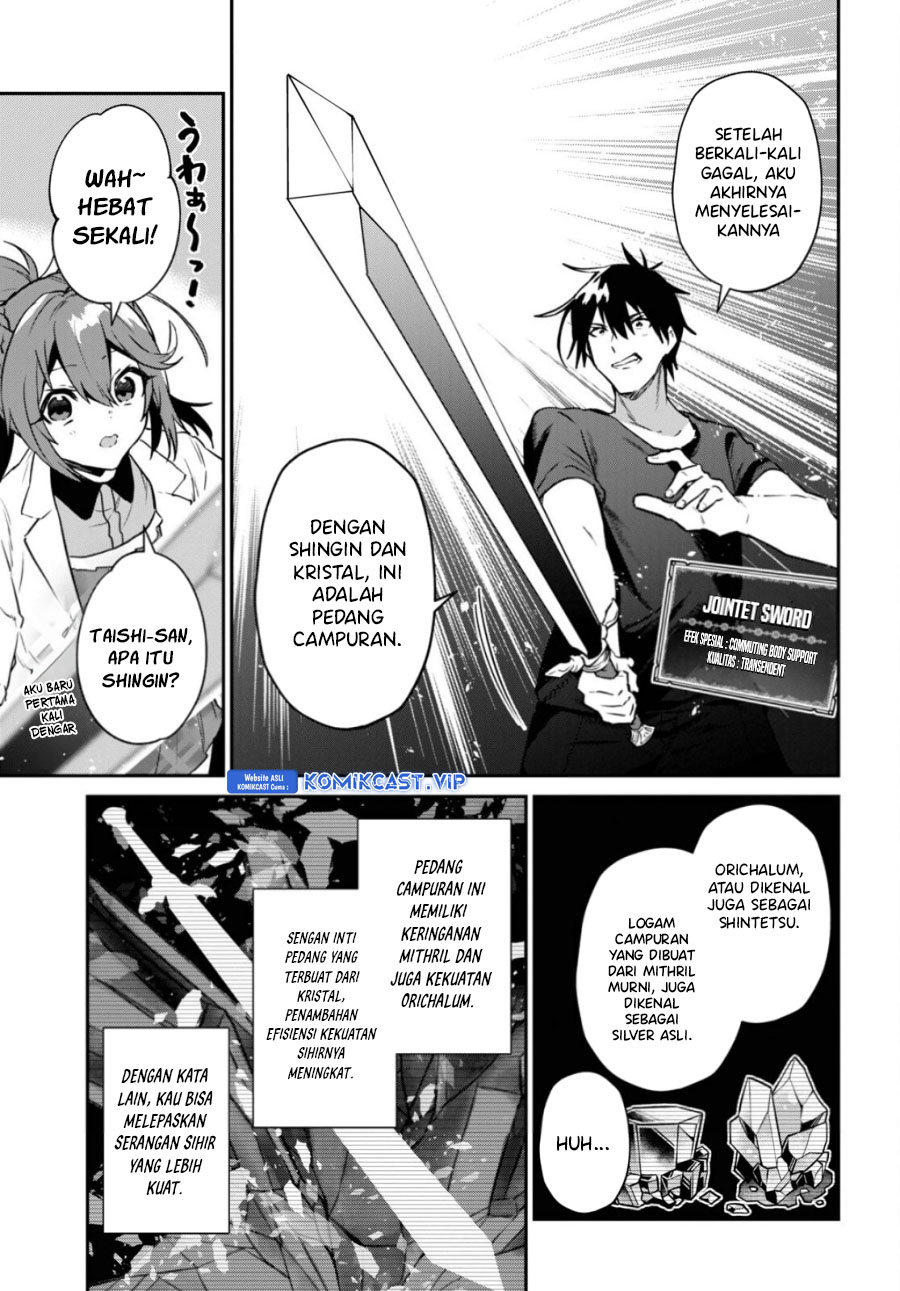 SETELAH
BERKALI-KALI
GAGAL, AKU
AKHIRNYA
MENYELESAI-
KANNYA
DENGAN
SHINGIN DAN
KRISTAL, INI
ADALAH
PEDANG
CAMPURAN.
JOINTET SWORD
EFEK SPESIAL : COMMUTING BODY SUPPORT
KUALITAS : TRANSENDENT
うわぁ〜っ!
WAH~
HEBAT
SEKALI!
TAISHI-SAN,
APA ITU
SHINGIN?
AKU BARU
PERTAMA
KALI
DENGAR
Website ASLI
KOMIKCAST Cuma :
KOMIKCAST.VIP
ORICHALUM,
ATAU DIKENAL
JUGA SEBAGAI
SHINTETSU.
LOGAM
CAMPURAN
YANG DIBUAT
DARI MITHRIL
MURNI, JUGA
DIKENAL
SEBAGAI
SILVER ASLI.
HUH...
PEDANG
CAMPURAN INI
MEMILIKI
KERINGANAN
MITHRIL DAN
JUGA KEKUATAN
ORICHALUM.
SENGAN INTI
PEDANG YANG
TERBUAT DARI
KRISTAL,
PENAMBAHAN
EFISIENSI KEKUATAN
SIHIRNYA
MENINGKAT.
DENGAN KATA
LAIN, KAU BISA
MELEPASKAN
SERANGAN SIHIR
YANG LEBIH
KUAT.